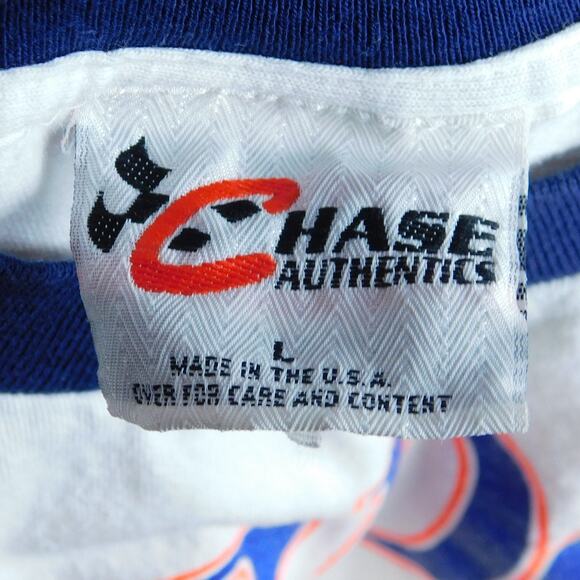 CHASE
AUTHENTICS
L
MADE IN THE U.S.A.
OVER FOR CARE AND CONTENT